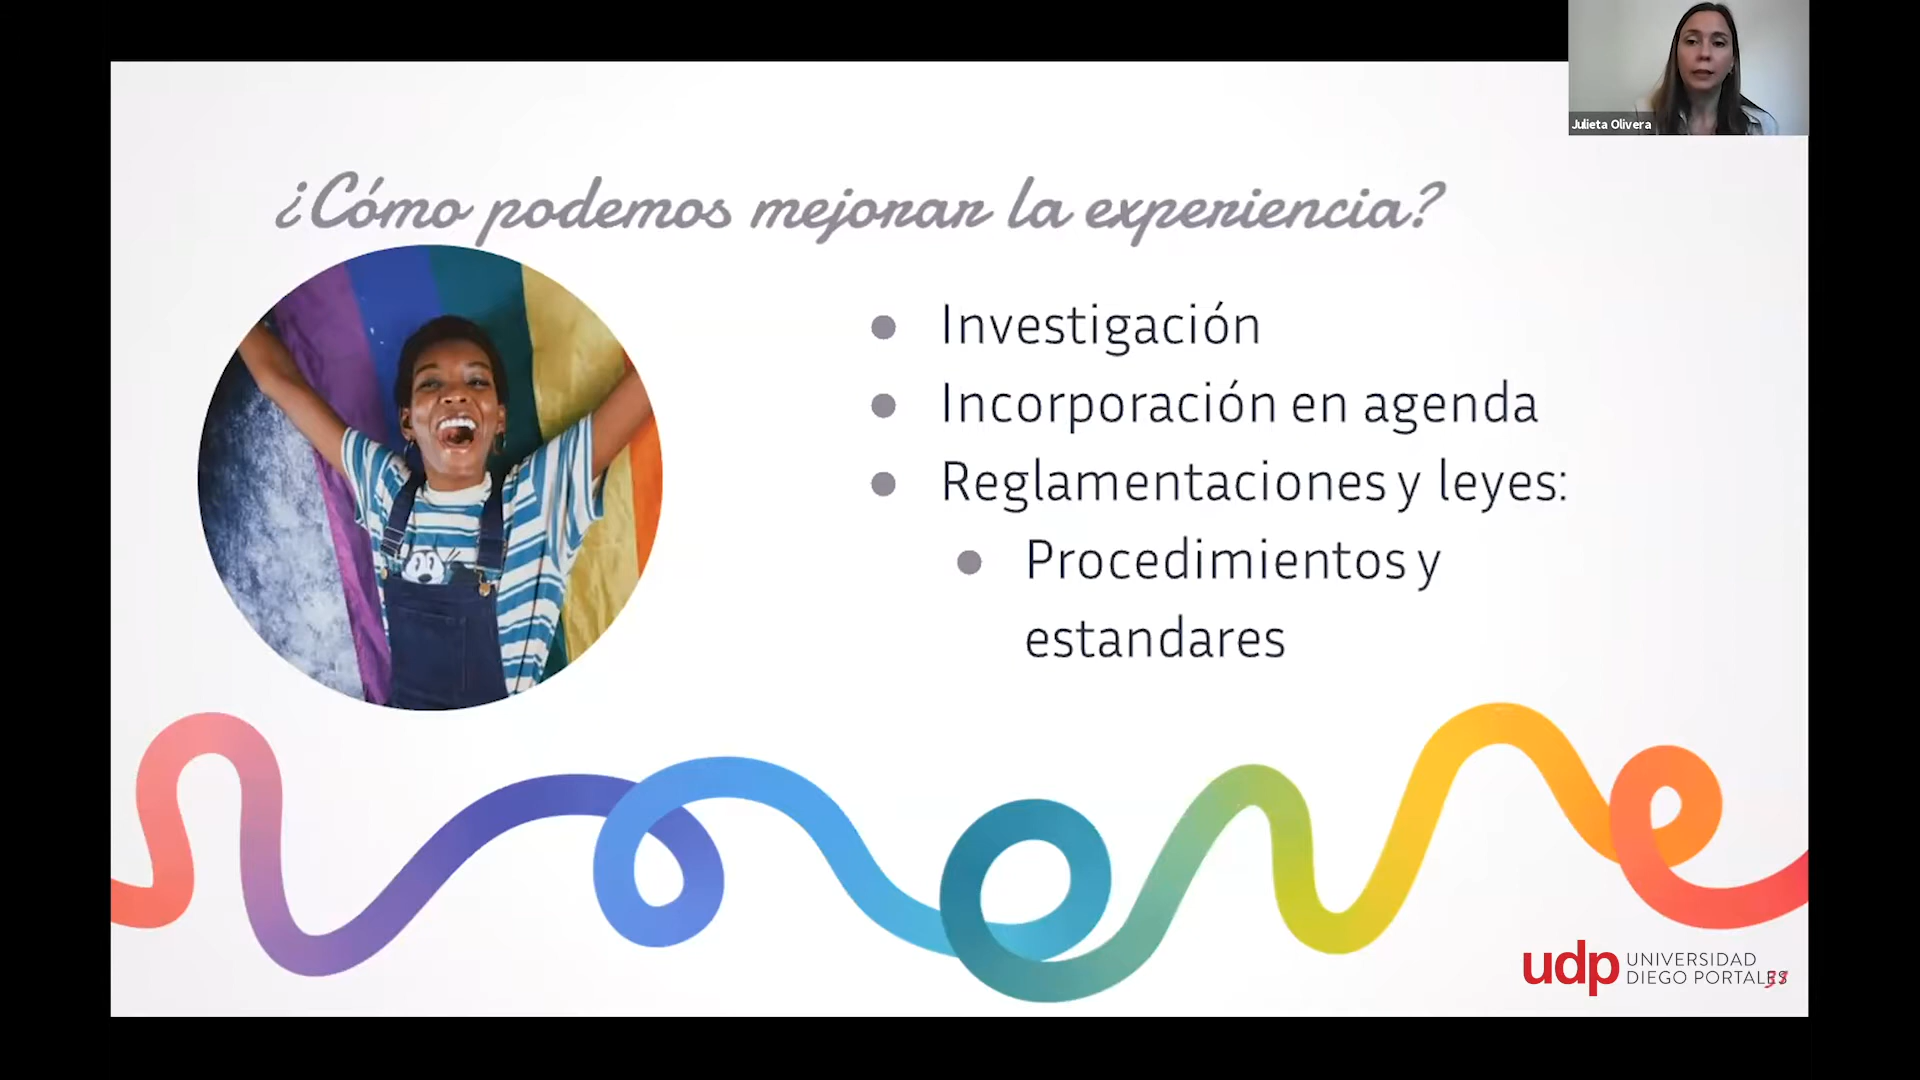 Julieta Olivera
¿Cómo podemos mejorar la experiencia?
Investigación
Incorporación en agenda
Reglamentaciones y leyes:
Procedimientos y
estandares
udp UNIVERSIDAD
DIEGO PORTALES